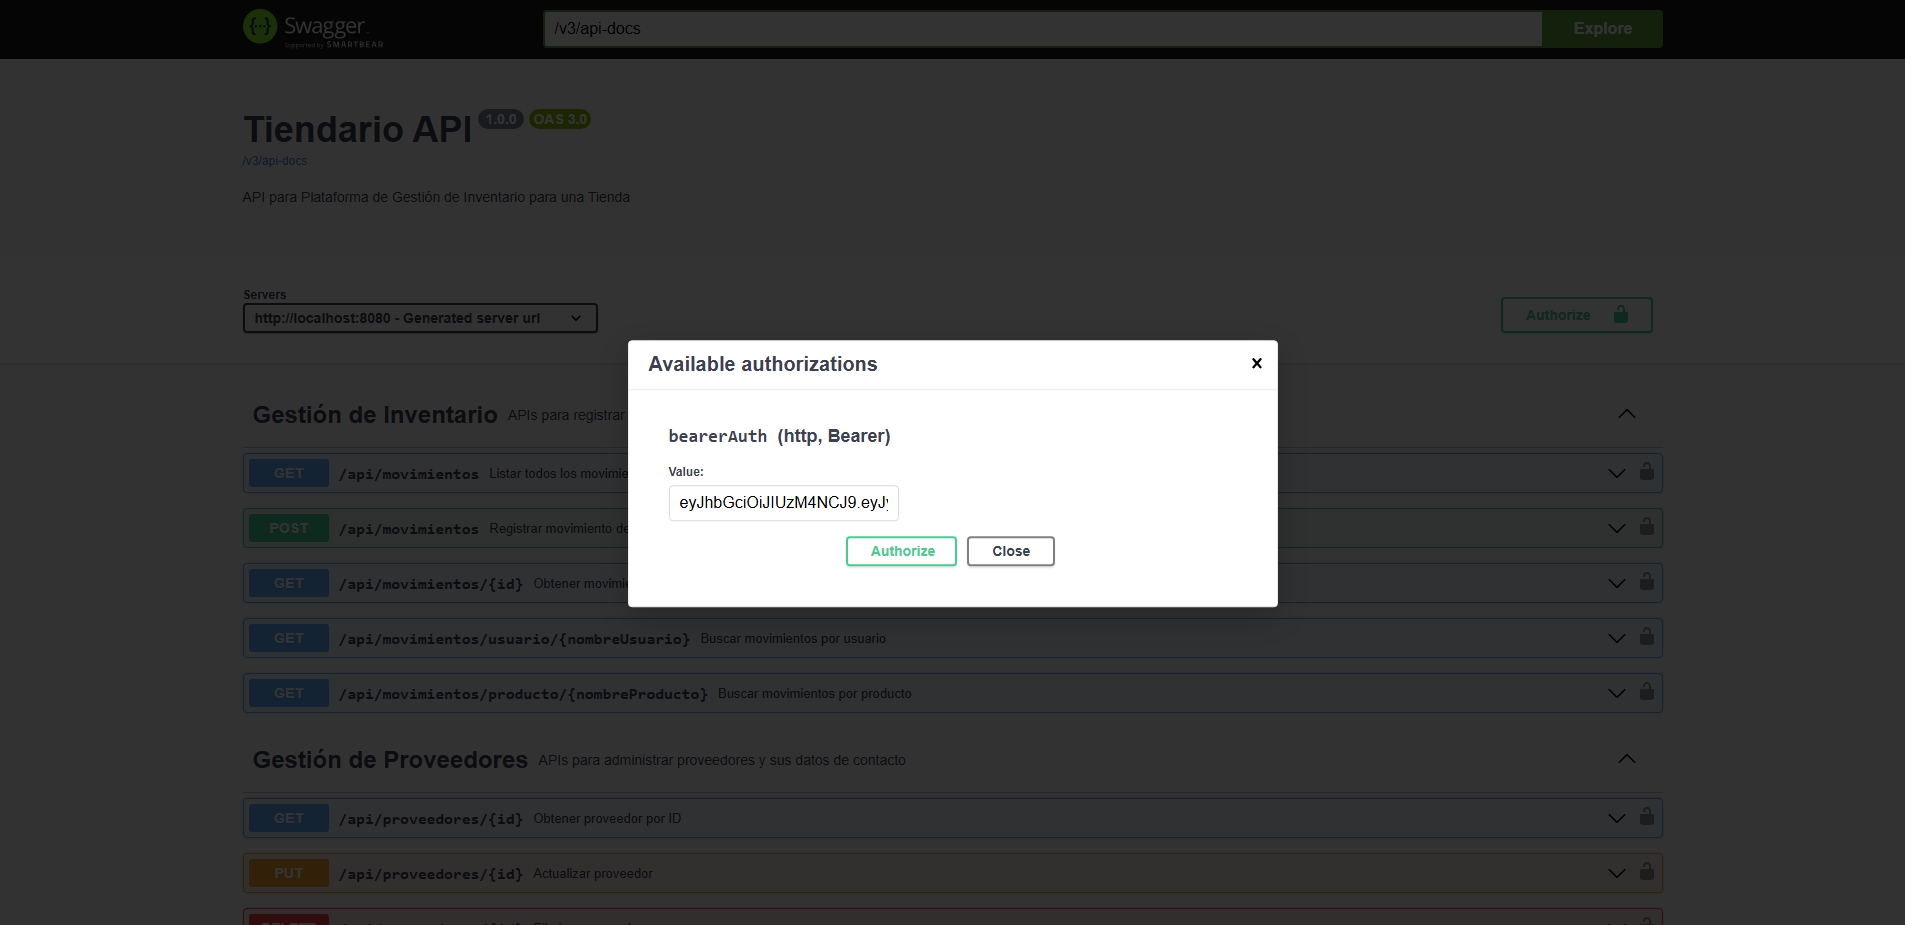 Swagger
Supported by SMARTBEAR
/v3/api-docs
Explore
Tiendario API 1.0.0 OAS 3.0
/v3/api-docs
API para Plataforma de Gestión de Inventario para una Tienda
Servers
http://localhost:8080 - Generated server url
Authorize
Available authorizations
bearerAuth (http, Bearer)
Value:
eyJhbGciOiJIUzM4NCJ9.eyJ
Authorize Close
Gestión de Inventario APIs para registrar
GET /api/movimientos Listar todos los
POST /api/movimientos Registrar movimiento
GET /api/movimientos/{id} Obtener
GET /api/movimientos/usuario/{nombreUsuario} Buscar movimientos por usuario
GET /api/movimientos/producto/{nombreProducto} Buscar movimientos por producto
Gestión de Proveedores APIs para administrar proveedores y sus datos de contacto
GET /api/proveedores/{id} Obtener proveedor por ID
PUT /api/proveedores/{id} Actualizar proveedor